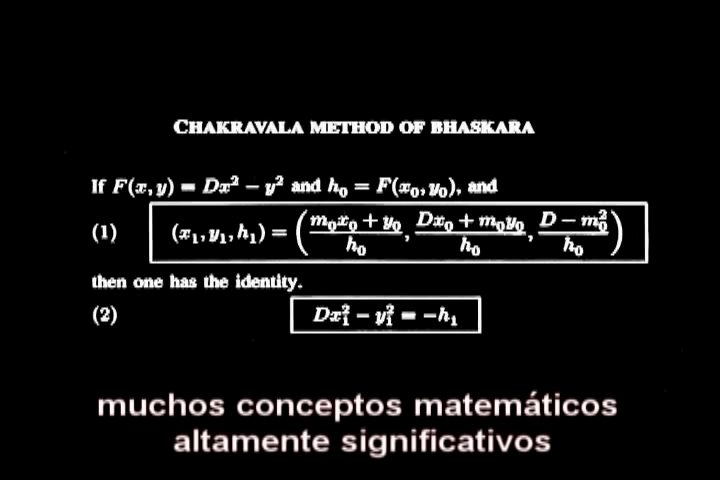 CHAKRAVALA METHOD OF BHASKARA
If F(x, y) = Dx² − y² and h₀ = F(x₀, y₀), and
(1) (x₁, y₁, h₁) = ( (m₀x₀ + y₀)/h₀ , (Dx₀ + m₀y₀)/h₀ , (D − m₀²)/h₀ )
then one has the identity.
(2) Dx₁² − y₁² = −h₁
muchos conceptos matemáticos
altamente significativos